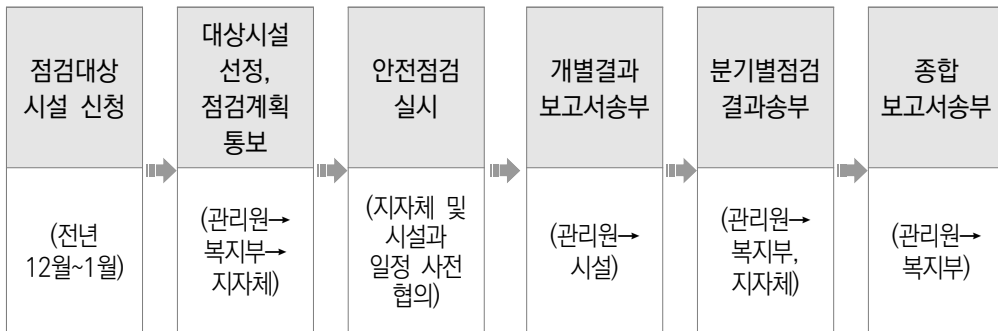 점검대상
시설 신청
(전년
12월~1월)
대상시설
선정,
점검계획
통보
(관리원→
복지부→
지자체)
안전점검
실시
(지자체 및
시설과
일정 사전
협의)
개별결과
보고서송부
(관리원→
시설)
분기별점검
결과송부
(관리원→
복지부,
지자체)
종합
보고서송부
(관리원→
복지부)